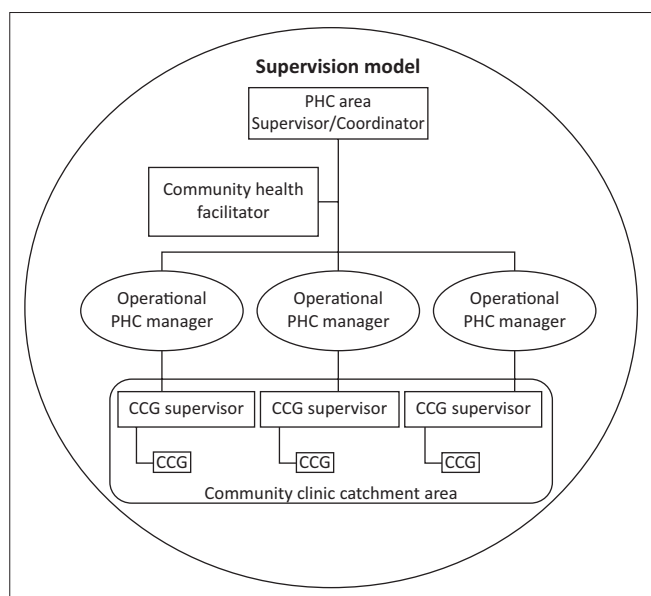 Supervision model
PHC area
Supervisor/Coordinator
Community health
facilitator
Operational
PHC manager
Operational
PHC manager
Operational
PHC manager
CCG supervisor
CCG supervisor
CCG supervisor
CCG
CCG
CCG
Community clinic catchment area